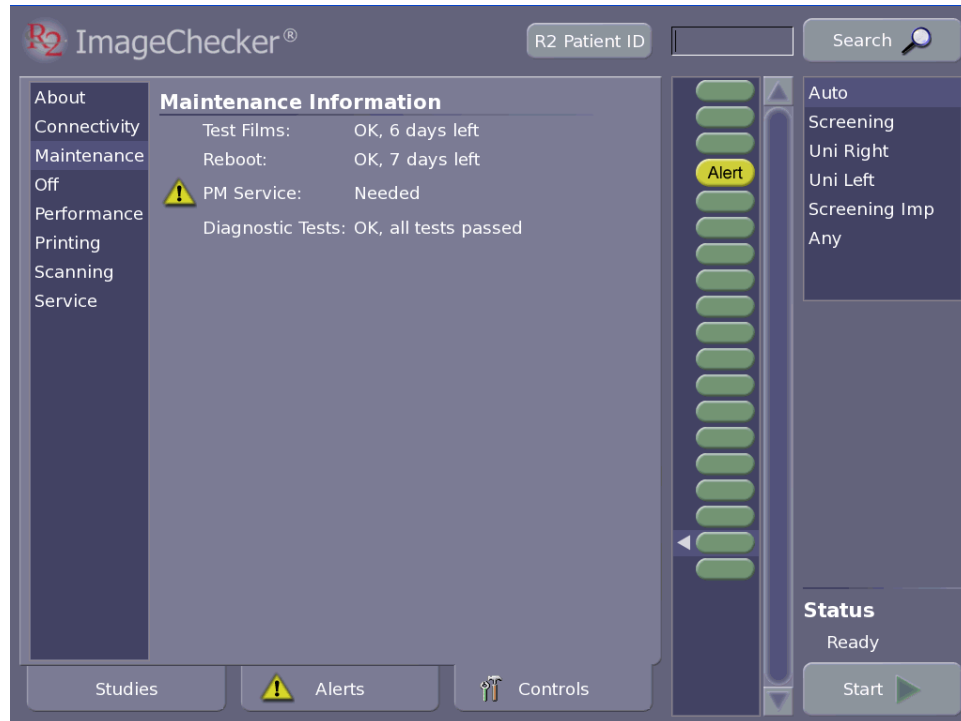 R2 ImageChecker®
R2 Patient ID
Search
About
Connectivity
Maintenance
Off
Performance
Printing
Scanning
Service
Maintenance Information
Test Films: OK, 6 days left
Reboot: OK, 7 days left
PM Service: Needed
Diagnostic Tests: OK, all tests passed
Alert
Auto
Screening
Uni Right
Uni Left
Screening Imp
Any
Status
Ready
Start
Studies
Alerts
Controls